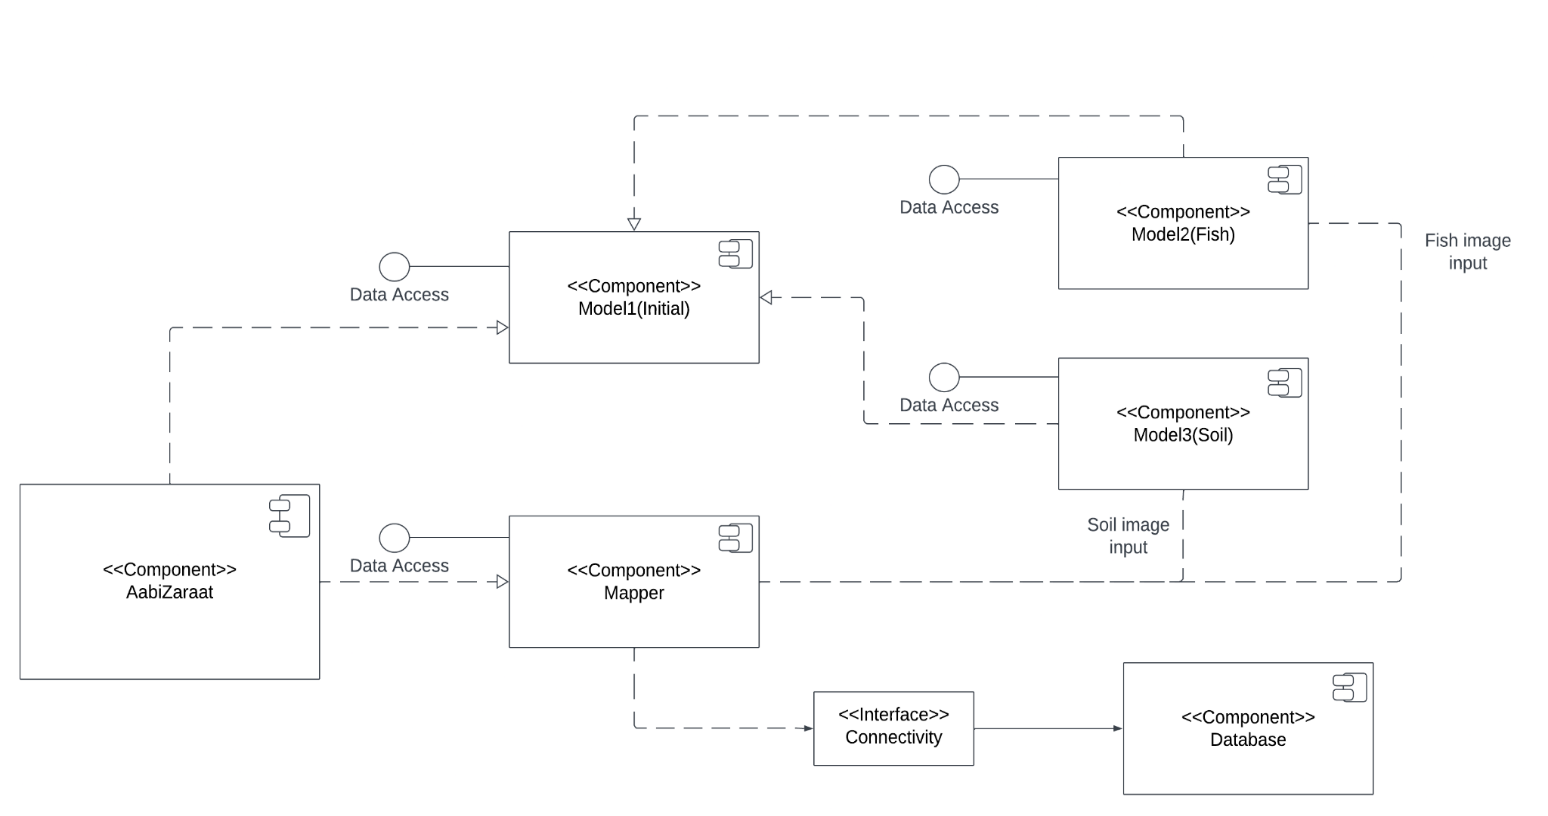 Data Access
<<Component>>
Model2(Fish)
Fish image
input
Data Access
<<Component>>
Model1(Initial)
Data Access
<<Component>>
Model3(Soil)
Soil image
input
<<Component>>
AabiZaraat
Data Access
<<Component>>
Mapper
<<Interface>>
Connectivity
<<Component>>
Database